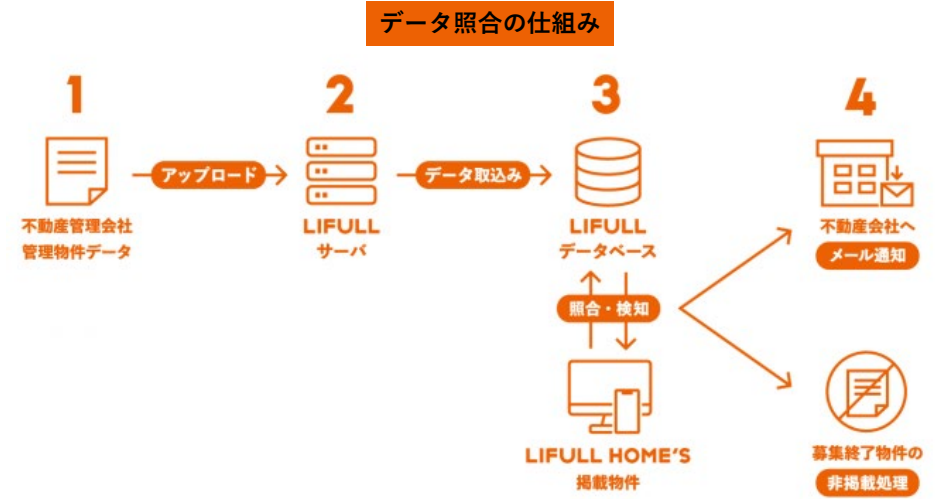 データ照合の仕組み
1
2
3
4
不動産管理会社
管理物件データ
アップロード
LIFULL
サーバ
データ取込み
LIFULL
データベース
照合・検知
LIFULL HOME'S
掲載物件
不動産会社へ
メール通知
募集終了物件の
非掲載処理